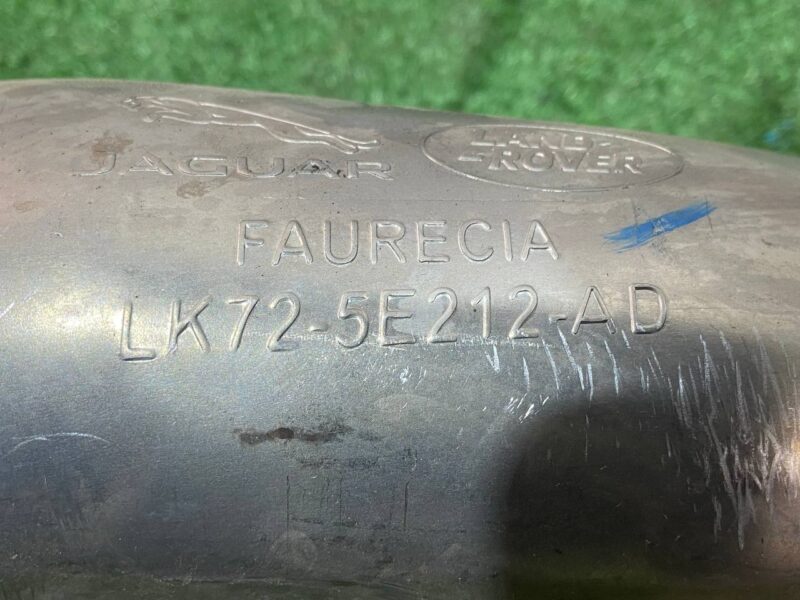 JAGUAR
LAND-
-ROVER
FAURECIA
LK72-5E212-AD